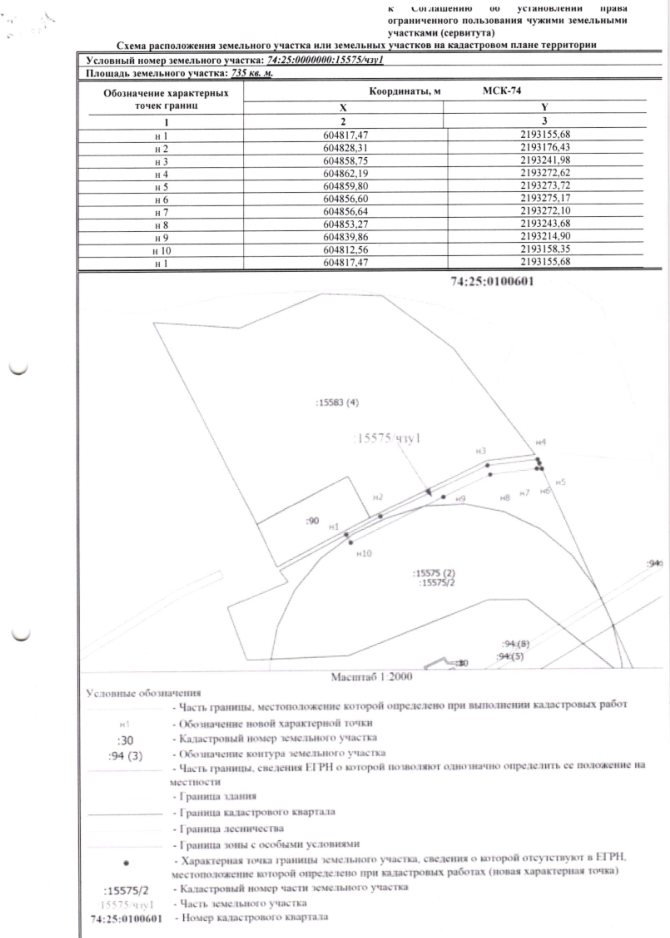 к Соглашению об установлении права
ограниченного пользования чужими земельными
участками (сервитута)
Схема расположения земельного участка или земельных участков на кадастровом плане территории
Условный номер земельного участка: 74:25:0000000:15575/чзу1
Площадь земельного участка: 735 кв. м.
Обозначение характерных точек границ Координаты, м МСК-74
X Y
1 2 3
н 1 604817,47 2193155,68
н 2 604828,31 2193176,43
н 3 604858,75 2193241,98
н 4 604862,19 2193272,62
н 5 604859,80 2193273,72
н 6 604856,60 2193275,17
н 7 604856,64 2193272,10
н 8 604853,27 2193243,68
н 9 604839,86 2193214,90
н 10 604812,56 2193158,35
н 1 604817,47 2193155,68
74:25:0100601
:15583 (4)
:15575/чзу1
н4
н3
н5
н2
н9
н8
н7
н6
:90
н1
н10
:15575 (2)
:15575/2
:94
:94 (6)
:94 (5)
:30
Масштаб 1:2000
Условные обозначения
- Часть границы, местоположение которой определено при выполнении кадастровых работ
н1 - Обозначение новой характерной точки
:30 - Кадастровый номер земельного участка
:94 (3) - Обозначение контура земельного участка
- Часть границы, сведения ЕГРН о которой позволяют однозначно определить ее положение на
местности
- Граница здания
- Граница кадастрового квартала
- Граница лесничества
- Граница зоны с особыми условиями
- Характерная точка границы земельного участка, сведения о которой отсутствуют в ЕГРН,
местоположение которой определено при кадастровых работах (новая характерная точка)
:15575/2 - Кадастровый номер части земельного участка
:15575/чзу1 - Часть земельного участка
74:25:0100601 - Номер кадастрового квартала